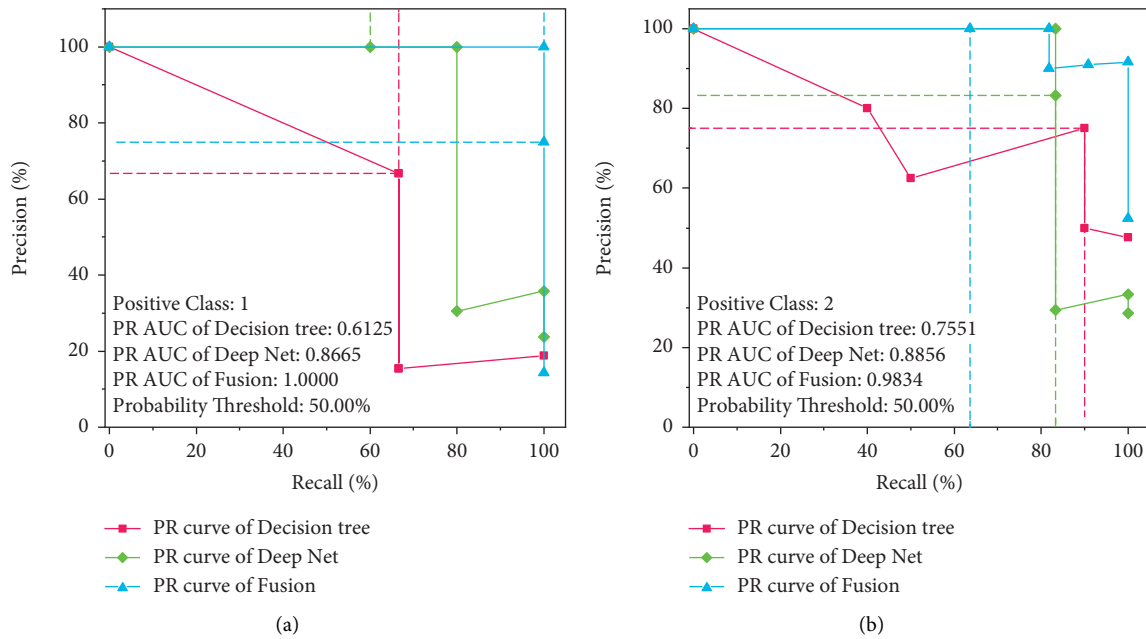 100
80
60
40
20
0
Precision (%)
Positive Class: 1
PR AUC of Decision tree: 0.6125
PR AUC of Deep Net: 0.8665
PR AUC of Fusion: 1.0000
Probability Threshold: 50.00%
0 20 40 60 80 100
Recall (%)
PR curve of Decision tree
PR curve of Deep Net
PR curve of Fusion
(a)
100
80
60
40
20
0
Precision (%)
Positive Class: 2
PR AUC of Decision tree: 0.7551
PR AUC of Deep Net: 0.8856
PR AUC of Fusion: 0.9834
Probability Threshold: 50.00%
0 20 40 60 80 100
Recall (%)
PR curve of Decision tree
PR curve of Deep Net
PR curve of Fusion
(b)